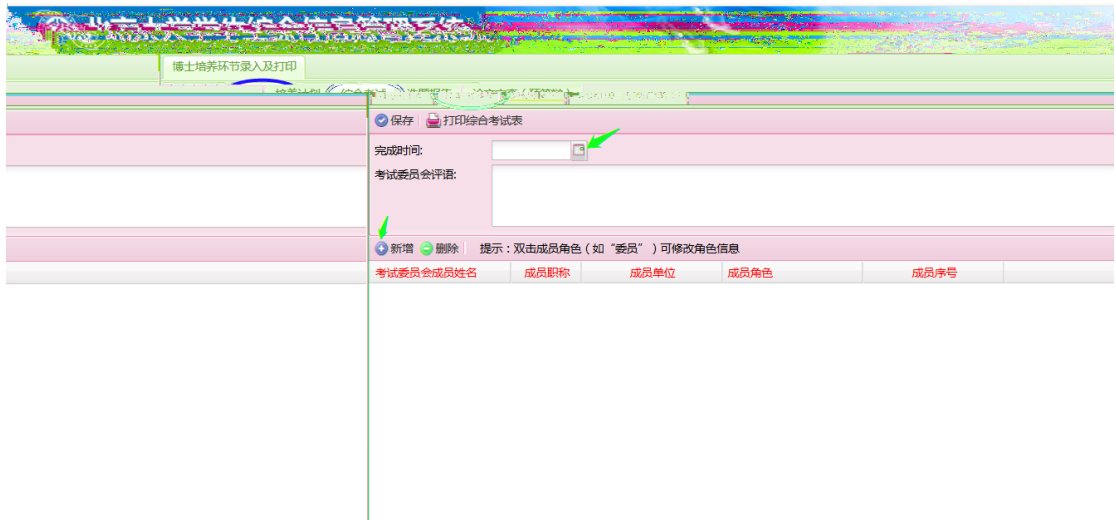 博士培养环节录入及打印
保存 打印综合考试表
完成时间:
考试委员会评语:
新增 删除 提示：双击成员角色（如“委员”）可修改角色信息
考试委员会成员姓名 成员职称 成员单位 成员角色 成员序号